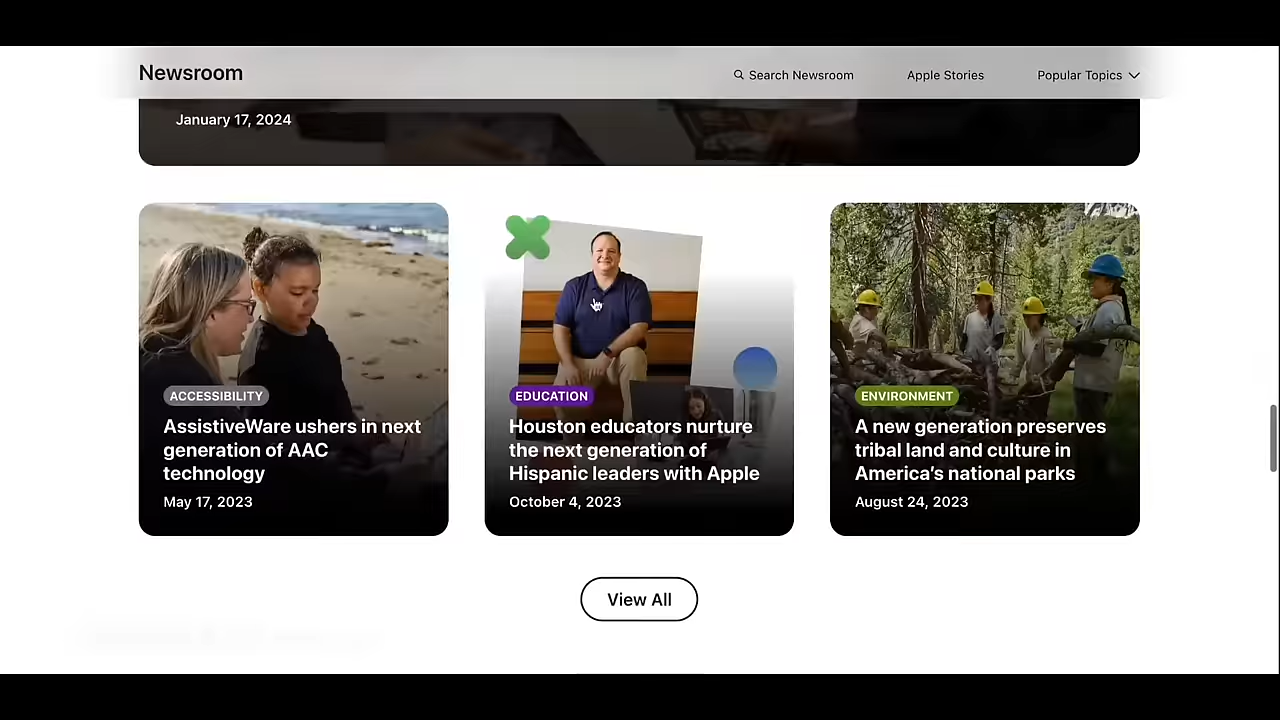 Newsroom
Search Newsroom
Apple Stories
Popular Topics
January 17, 2024
ACCESSIBILITY
AssistiveWare ushers in next
generation of AAC
technology
May 17, 2023
EDUCATION
Houston educators nurture
the next generation of
Hispanic leaders with Apple
October 4, 2023
ENVIRONMENT
A new generation preserves
tribal land and culture in
America’s national parks
August 24, 2023
View All